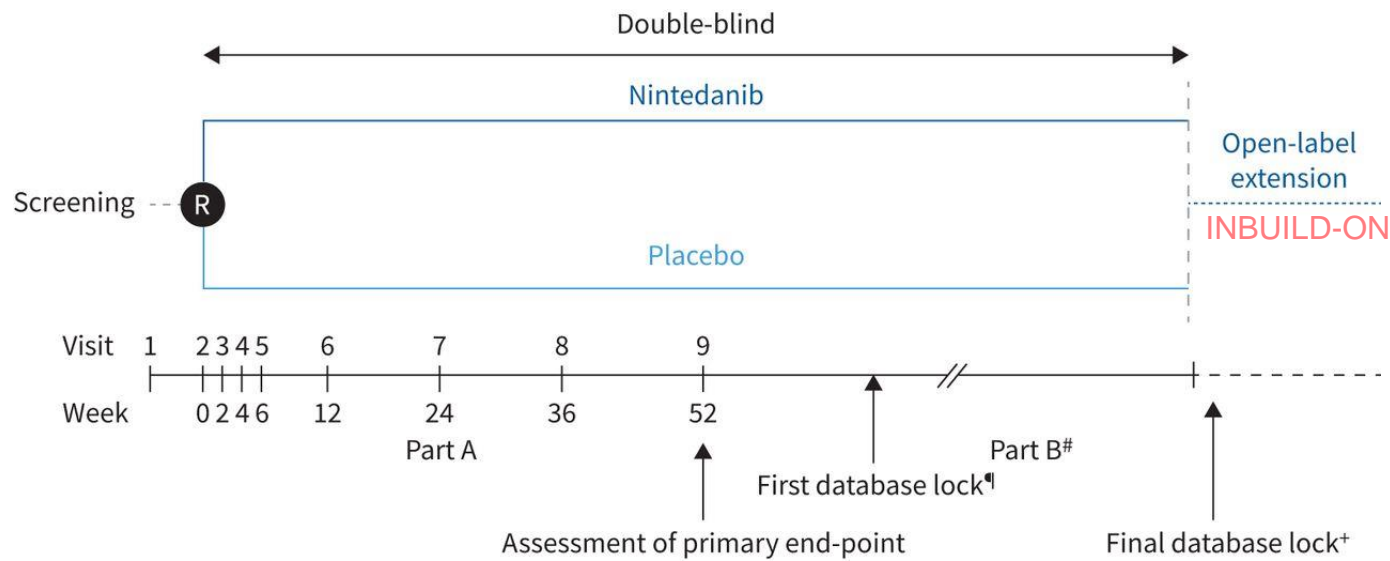 Double-blind
Nintedanib
Open-label
extension
Screening
R
INBUILD-ON
Placebo
Visit 1 2 3 4 5 6 7 8 9
Week 0 2 4 6 12 24 36 52
Part A
Part B#
First database lock¶
Assessment of primary end-point
Final database lock+